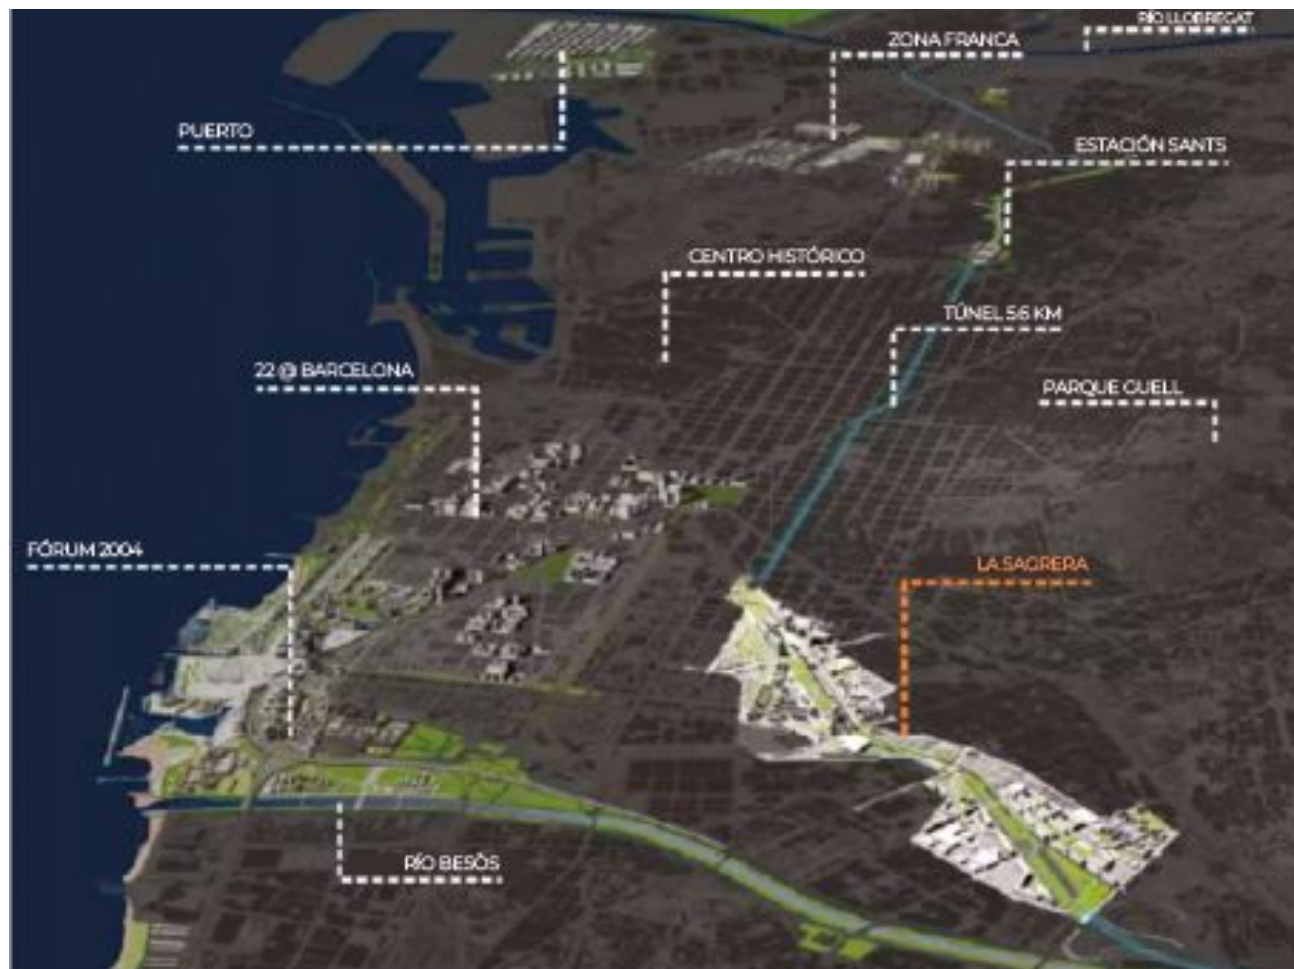 RÍO LLOBREGAT
ZONA FRANCA
PUERTO
ESTACIÓN SANTS
CENTRO HISTÓRICO
TÚNEL 5.6 KM
22 @ BARCELONA
PARQUE GUELL
FÓRUM 2004
LA SAGRERA
RÍO BESÒS